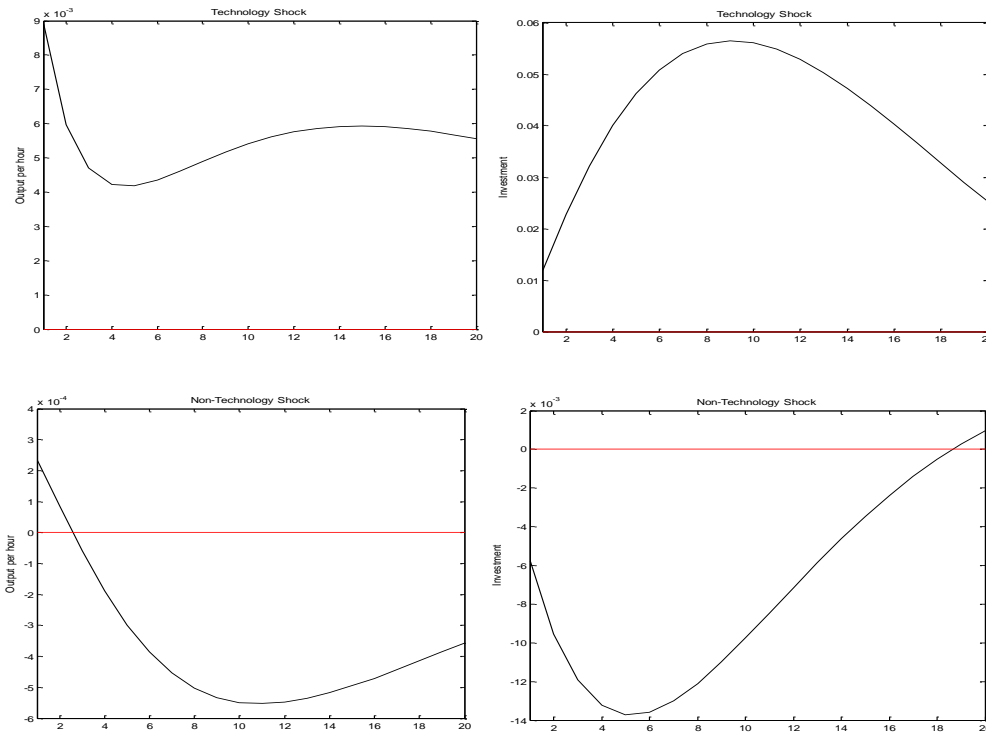 Technology Shock
x 10⁻³
9
8
7
6
5
4
3
2
1
0
Output per hour
2 4 6 8 10 12 14 16 18 20
Technology Shock
0.06
0.05
0.04
0.03
0.02
0.01
0
Investment
2 4 6 8 10 12 14 16 18 2
Non-Technology Shock
x 10⁻⁴
4
3
2
1
0
-1
-2
-3
-4
-5
-6
Output per hour
2 4 6 8 10 12 14 16 18 20
Non-Technology Shock
x 10⁻³
2
0
-2
-4
-6
-8
-10
-12
-14
Investment
2 4 6 8 10 12 14 16 18 20